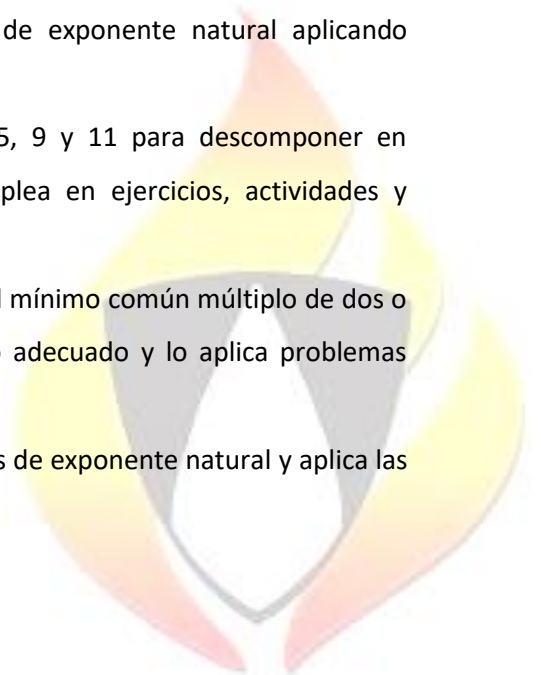 de exponente natural aplicando
5, 9 y 11 para descomponer en
plea en ejercicios, actividades y
l mínimo común múltiplo de dos o
o adecuado y lo aplica problemas
s de exponente natural y aplica las